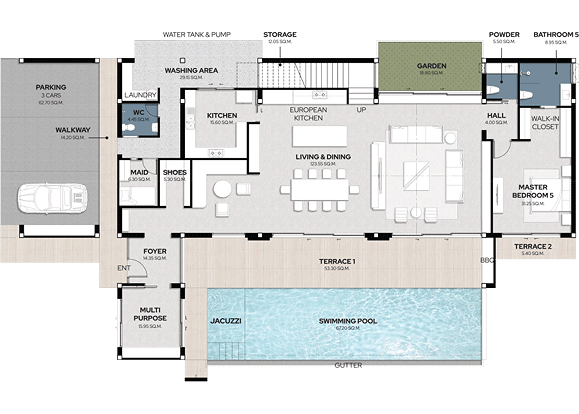 WATER TANK & PUMP
STORAGE
12.05 SQ.M.
POWDER
5.50 SQ.M.
BATHROOM 5
8.95 SQ.M.
WASHING AREA
29.15 SQ.M.
GARDEN
18.80 SQ.M.
PARKING
3 CARS
62.70 SQ.M.
LAUNDRY
WC
4.45 SQ.M.
KITCHEN
15.60 SQ.M.
EUROPEAN
KITCHEN
UP
HALL
4.00 SQ.M.
WALK-IN
CLOSET
WALKWAY
14.20 SQ.M.
LIVING & DINING
123.55 SQ.M.
MAID
6.30 SQ.M.
SHOES
5.30 SQ.M.
MASTER
BEDROOM 5
31.25 SQ.M.
FOYER
14.35 SQ.M.
TERRACE 2
5.40 SQ.M.
ENT
TERRACE 1
53.30 SQ.M.
BBQ
MULTI
PURPOSE
15.95 SQ.M.
JACUZZI
SWIMMING POOL
67.20 SQ.M.
GUTTER